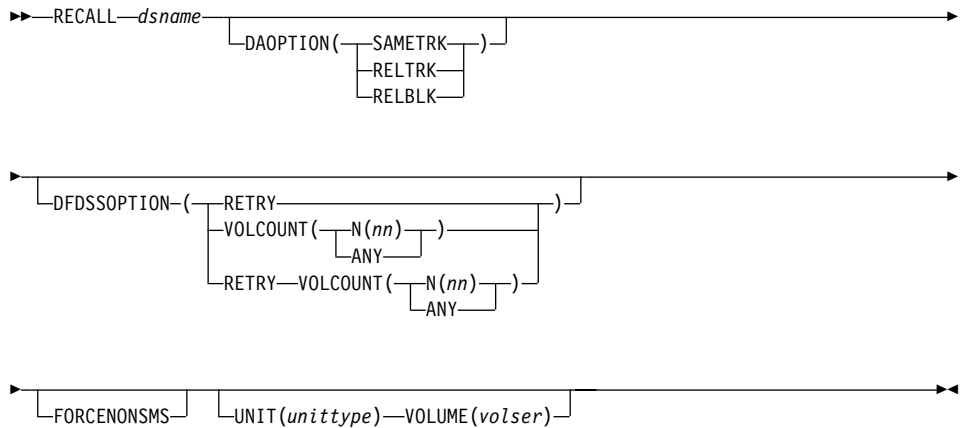 RECALL dsname
DAOPTION( SAMETRK )
RELTRK
RELBLK
DFDSSOPTION ( RETRY )
VOLCOUNT( N(nn) )
ANY
RETRY VOLCOUNT( N(nn) )
ANY
FORCENONSMS UNIT(unittype) VOLUME(volser)